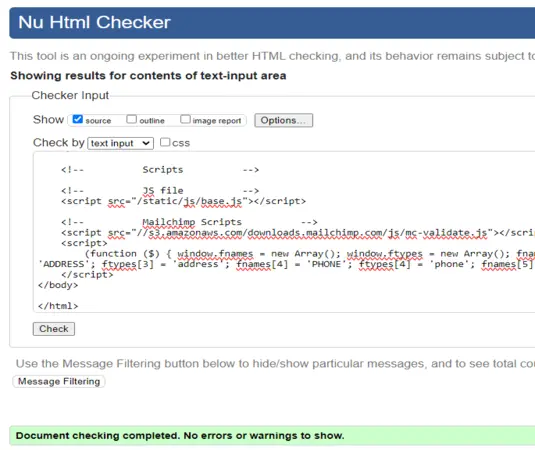 Nu Html Checker
This tool is an ongoing experiment in better HTML checking, and its behavior remains subject to
Showing results for contents of text-input area
Checker Input
Show source outline image report Options...
Check by text input css
<!-- Scripts -->
<!-- JS file -->
<script src="/static/js/base.js"></script>
<!-- Mailchimp Scripts -->
<script src="//s3.amazonaws.com/downloads.mailchimp.com/js/mc-validate.js"></scri
<script>
(function ($) { window.fnames = new Array(); window.ftypes = new Array(); fna
'ADDRESS'; ftypes[3] = 'address'; fnames[4] = 'PHONE'; ftypes[4] = 'phone'; fnames[5]
</script>
</body>
</html>
Check
Use the Message Filtering button below to hide/show particular messages, and to see total cou
Message Filtering
Document checking completed. No errors or warnings to show.